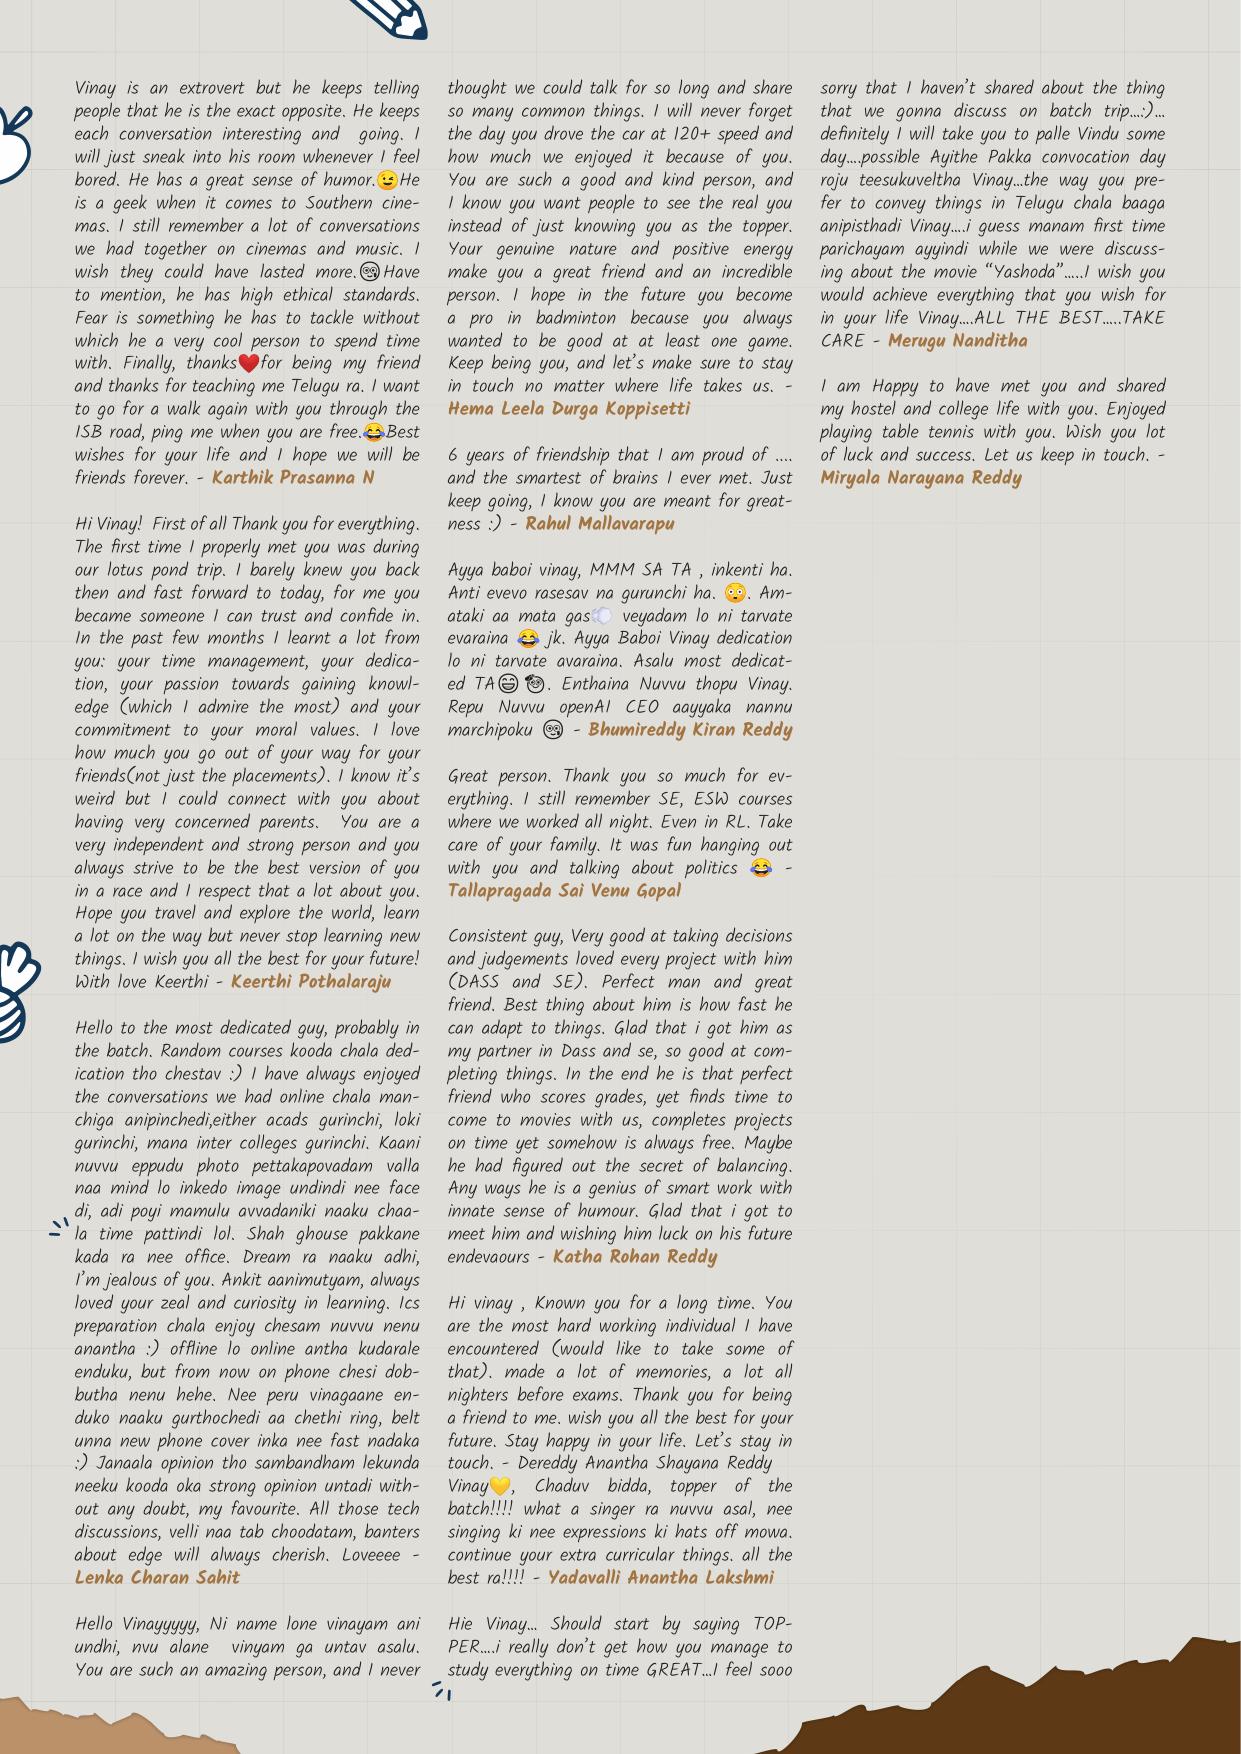 Vinay is an extrovert but he keeps telling
people that he is the exact opposite. He keeps
each conversation interesting and going. I
will just sneak into his room whenever I feel
bored. He has a great sense of humor.😉He
is a geek when it comes to Southern cine-
mas. I still remember a lot of conversations
we had together on cinemas and music. I
wish they could have lasted more.🥲Have
to mention, he has high ethical standards.
Fear is something he has to tackle without
which he a very cool person to spend time
with. Finally, thanks❤️for being my friend
and thanks for teaching me Telugu ra. I want
to go for a walk again with you through the
ISB road, ping me when you are free.😂Best
wishes for your life and I hope we will be
friends forever. - Karthik Prasanna N
Hi Vinay! First of all Thank you for everything.
The first time I properly met you was during
our lotus pond trip. I barely knew you back
then and fast forward to today, for me you
became someone I can trust and confide in.
In the past few months I learnt a lot from
you: your time management, your dedica-
tion, your passion towards gaining knowl-
edge (which I admire the most) and your
commitment to your moral values. I love
how much you go out of your way for your
friends(not just the placements). I know it's
weird but I could connect with you about
having very concerned parents. You are a
very independent and strong person and you
always strive to be the best version of you
in a race and I respect that a lot about you.
Hope you travel and explore the world, learn
a lot on the way but never stop learning new
things. I wish you all the best for your future!
With love Keerthi - Keerthi Pothalaraju
Hello to the most dedicated guy, probably in
the batch. Random courses kooda chala ded-
ication tho chestav :) I have always enjoyed
the conversations we had online chala man-
chiga anipinchedi,either acads gurinchi, loki
gurinchi, mana inter colleges gurinchi. Kaani
nuvvu eppudu photo pettakapovadam valla
naa mind lo inkedo image undindi nee face
di, adi poyi mamulu avvadaniki naaku chaa-
la time pattindi lol. Shah ghouse pakkane
kada ra nee office. Dream ra naaku adhi,
I'm jealous of you. Ankit aanimutyam, always
loved your zeal and curiosity in learning. Ics
preparation chala enjoy chesam nuvvu nenu
anantha :) offline lo online antha kudarale
enduku, but from now on phone chesi dob-
butha nenu hehe. Nee peru vinagaane en-
duko naaku gurthochedi aa chethi ring, belt
unna new phone cover inka nee fast nadaka
:) Janaala opinion tho sambandham lekunda
neeku kooda oka strong opinion untadi with-
out any doubt, my favourite. All those tech
discussions, velli naa tab choodatam, banters
about edge will always cherish. Loveeee -
Lenka Charan Sahit
Hello Vinayyyyy, Ni name lone vinayam ani
undhi, nvu alane vinyam ga untav asalu.
You are such an amazing person, and I never
thought we could talk for so long and share
so many common things. I will never forget
the day you drove the car at 120+ speed and
how much we enjoyed it because of you.
You are such a good and kind person, and
I know you want people to see the real you
instead of just knowing you as the topper.
Your genuine nature and positive energy
make you a great friend and an incredible
person. I hope in the future you become
a pro in badminton because you always
wanted to be good at at least one game.
Keep being you, and let's make sure to stay
in touch no matter where life takes us. -
Hema Leela Durga Koppisetti
6 years of friendship that I am proud of ....
and the smartest of brains I ever met. Just
keep going, I know you are meant for great-
ness :) - Rahul Mallavarapu
Ayya baboi vinay, MMM SA TA , inkenti ha.
Anti evevo rasesav na gurunchi ha. 😳. Am-
ataki aa mata gas💨 veyadam lo ni tarvate
evaraina 😂 jk. Ayya Baboi Vinay dedication
lo ni tarvate avaraina. Asalu most dedicat-
ed TA😄🫡. Enthaina Nuvvu thopu Vinay.
Repu Nuvvu openAI CEO aayyaka nannu
marchipoku 🥲 - Bhumireddy Kiran Reddy
Great person. Thank you so much for ev-
erything. I still remember SE, ESW courses
where we worked all night. Even in RL. Take
care of your family. It was fun hanging out
with you and talking about politics 😂 -
Tallapragada Sai Venu Gopal
Consistent guy, Very good at taking decisions
and judgements loved every project with him
(DASS and SE). Perfect man and great
friend. Best thing about him is how fast he
can adapt to things. Glad that i got him as
my partner in Dass and se, so good at com-
pleting things. In the end he is that perfect
friend who scores grades, yet finds time to
come to movies with us, completes projects
on time yet somehow is always free. Maybe
he had figured out the secret of balancing.
Any ways he is a genius of smart work with
innate sense of humour. Glad that i got to
meet him and wishing him luck on his future
endevaours - Katha Rohan Reddy
Hi vinay , Known you for a long time. You
are the most hard working individual I have
encountered (would like to take some of
that). made a lot of memories, a lot all
nighters before exams. Thank you for being
a friend to me. wish you all the best for your
future. Stay happy in your life. Let's stay in
touch. - Dereddy Anantha Shayana Reddy
Vinay💛, Chaduv bidda, topper of the
batch!!!! what a singer ra nuvvu asal, nee
singing ki nee expressions ki hats off mowa.
continue your extra curricular things. all the
best ra!!!! - Yadavalli Anantha Lakshmi
Hie Vinay... Should start by saying TOP-
PER....i really don't get how you manage to
study everything on time GREAT...I feel sooo
sorry that I haven't shared about the thing
that we gonna discuss on batch trip....:)...
definitely I will take you to palle Vindu some
day....possible Ayithe Pakka convocation day
roju teesukuveltha Vinay...the way you pre-
fer to convey things in Telugu chala baaga
anipisthadi Vinay....i guess manam first time
parichayam ayyindi while we were discuss-
ing about the movie "Yashoda".....I wish you
would achieve everything that you wish for
in your life Vinay....ALL THE BEST.....TAKE
CARE - Merugu Nanditha
I am Happy to have met you and shared
my hostel and college life with you. Enjoyed
playing table tennis with you. Wish you lot
of luck and success. Let us keep in touch. -
Miryala Narayana Reddy